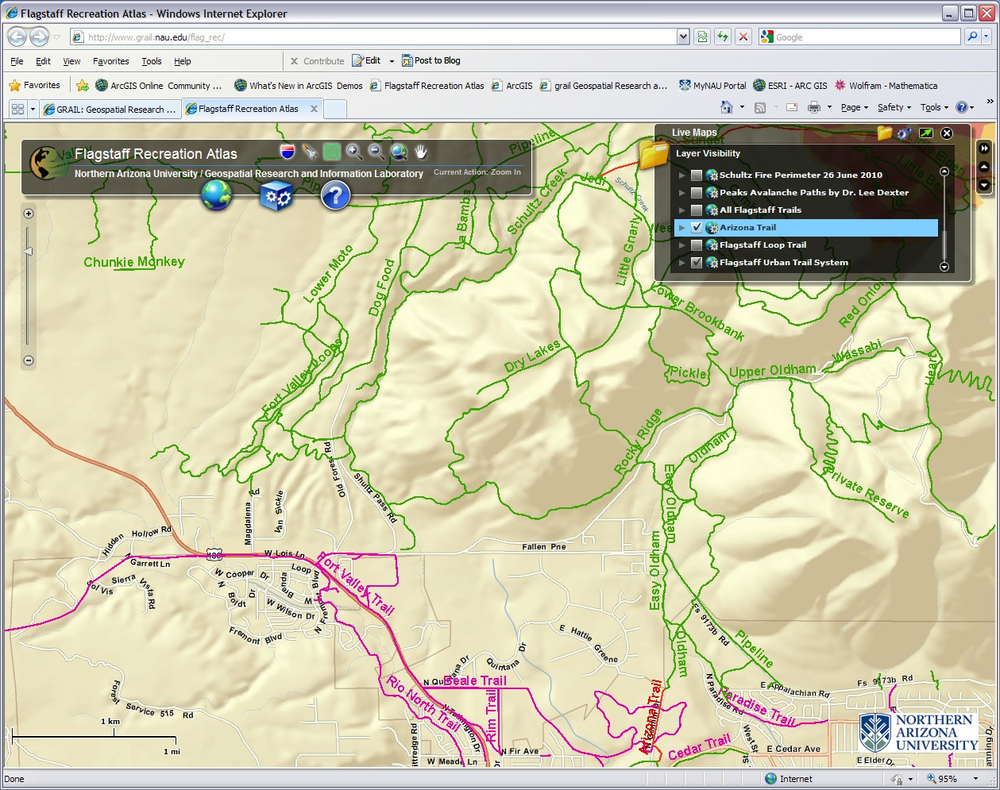 Flagstaff Recreation Atlas - Windows Internet Explorer
http://www.grail.nau.edu/flag_rec/
Google
File Edit View Favorites Tools Help
Contribute Edit Post to Blog
Favorites ArcGIS Online Community ... What's New in ArcGIS Demos Flagstaff Recreation Atlas ArcGIS grail Geospatial Research a... MyNAU Portal ESRI - ARC GIS Wolfram - Mathematica
GRAIL: Geospatial Research ... Flagstaff Recreation Atlas
Page Safety Tools
Flagstaff Recreation Atlas
Northern Arizona University / Geospatial Research and Information Laboratory
Current Action: Zoom In
Live Maps
Layer Visibility
Schultz Fire Perimeter 26 June 2010
Peaks Avalanche Paths by Dr. Lee Dexter
All Flagstaff Trails
Arizona Trail
Flagstaff Loop Trail
Flagstaff Urban Trail System
Pipeline
Jedi
Schultz Creek
Schultz Creek
La Bamba
Little Gnarly
Chunkie Monkey
Lower Moto
Dog Food
Lower Brookbank
Red Onion
Fort Valley Loops
Dry Lakes
Pickle
Upper Oldham
Wassabi
Heart
Rocky Ridge
Oldham
Easy Oldham
Private Reserve
Old Forest Rd
Shultz Pass Rd
Magdalena Rd
Van Sickle
Hidden Hollow Rd
180
W Lois Ln
Fallen Pne
N Garrett Ln
Sierra Vista Rd
Sol Vis
W Cooper Dr
Loop
N Boldt Dr
Brenda
W Wilson Dr
Fremont Blvd
N Fremont Blvd
Fort Valley Trail
Easy Oldham
Oldham
Fs 9173b Rd
Pipeline
E Hattie Greene
Quintana Dr
N Quintana Dr
Beale Trail
Rio North Trail
Rim Trail
Arizona Trail
N Paradise Rd
Paradise Trail
E Appalachian Rd
Fs 9173b Rd
Forest Service 515 Rd
1 km
1 mi
W Meade Ln
N Fir Ave
Cedar Trail
West St
E Cedar Ave
E Elder Dr
NORTHERN
ARIZONA
UNIVERSITY
Done
Internet
95%